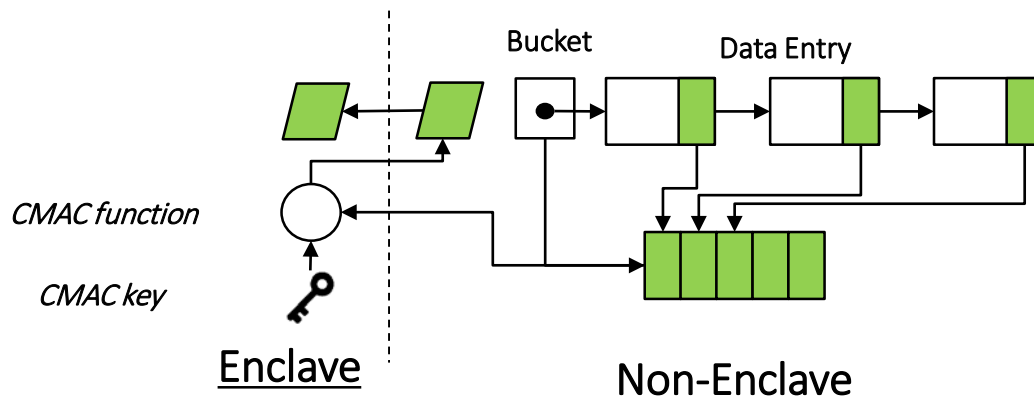 Bucket
Data Entry
CMAC function
CMAC key
Enclave
Non-Enclave